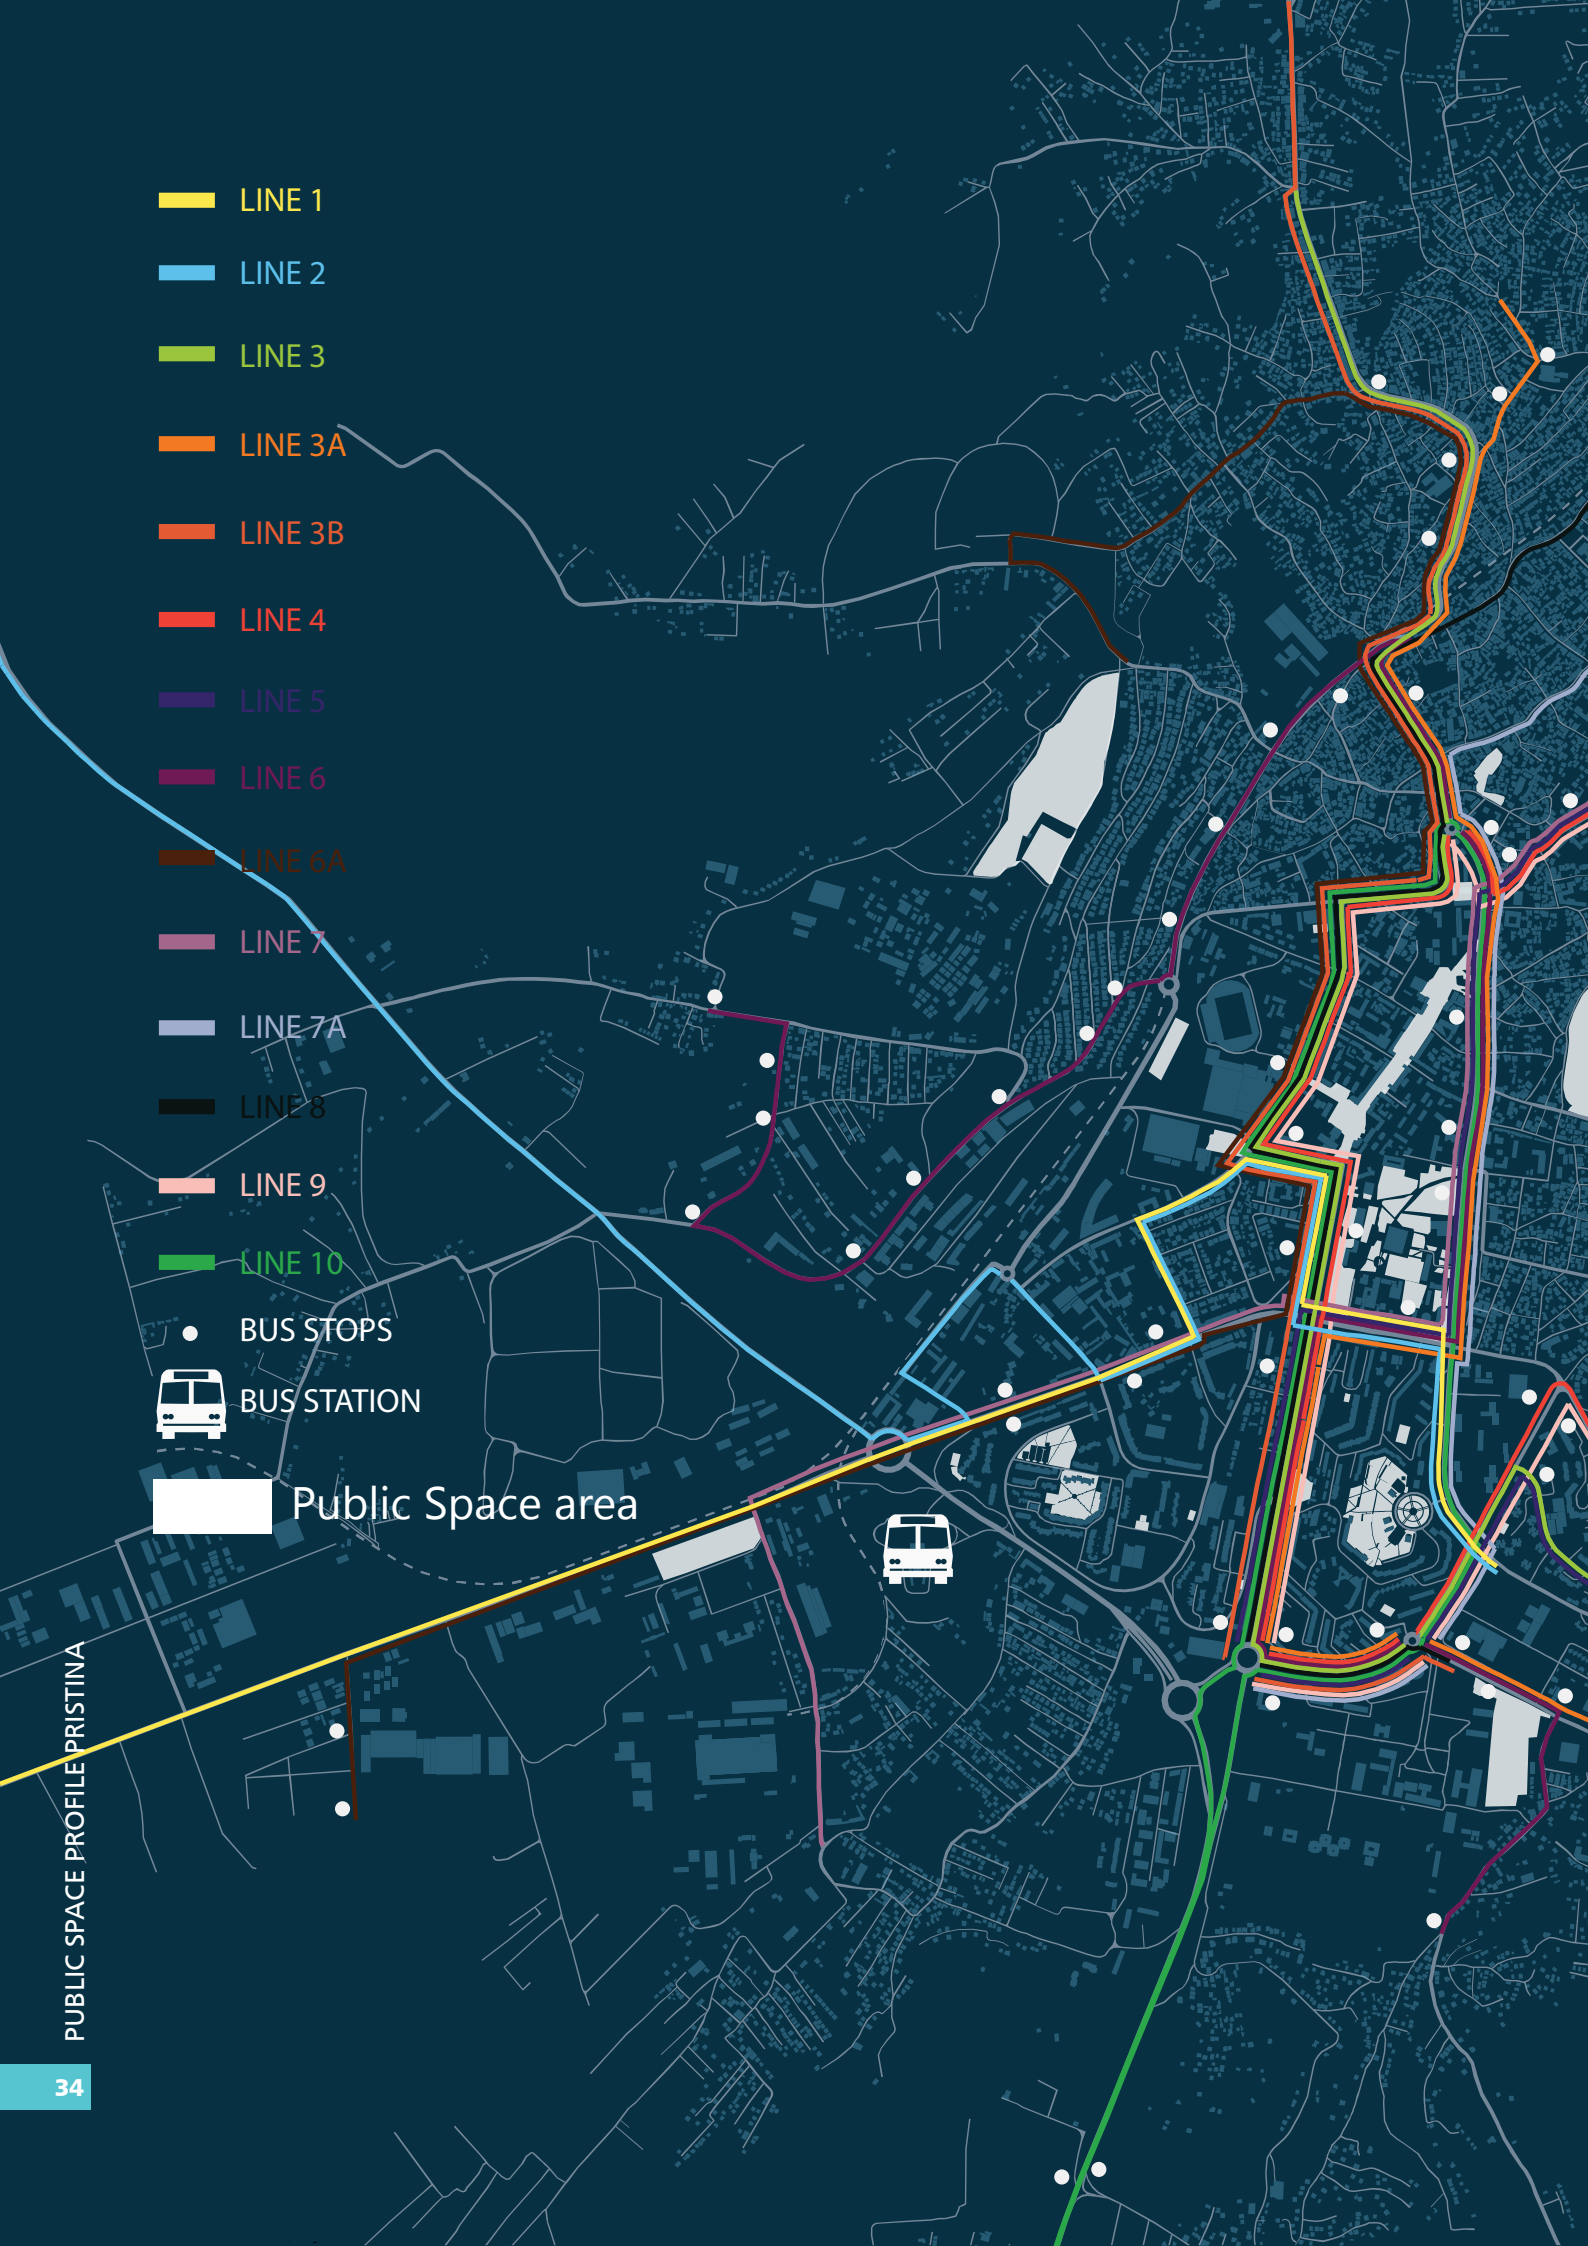 LINE 1
LINE 2
LINE 3
LINE 3A
LINE 3B
LINE 4
LINE 5
LINE 6
LINE 6A
LINE 7
LINE 7A
LINE 8
LINE 9
LINE 10
BUS STOPS
BUS STATION
Public Space area
PUBLIC SPACE PROFILE PRISTINA
34